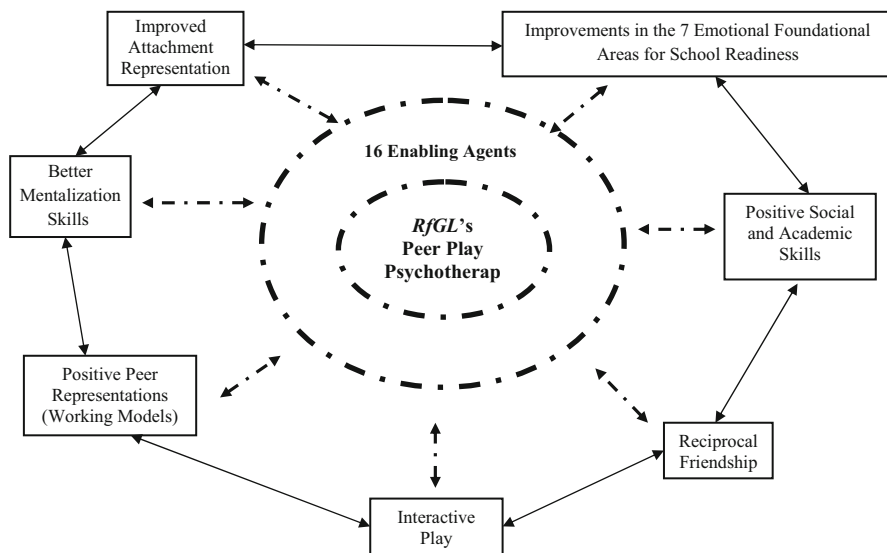 Improved
Attachment
Representation
Improvements in the 7 Emotional Foundational
Areas for School Readiness
16 Enabling Agents
Better
Mentalization
Skills
RfGL's
Peer Play
Psychotherap
Positive Social
and Academic
Skills
Positive Peer
Representations
(Working Models)
Reciprocal
Friendship
Interactive
Play